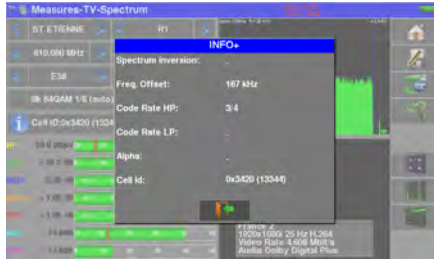 Measures-TV-Spectrum
ST ETIENNE
R1
INFO+
610.000 MHz
Spectrum inversion: -
E38
Freq. Offset: 167 kHz
8k 64QAM 1/8 (auto)
Code Rate HP: 3/4
Cell ID:0x3420 (1334
Code Rate LP: -
Alpha: -
Cell Id: 0x3420 (13344)
France 2
1920x1080i 25 Hz H.264
Video Rate 4.608 Mbit/s
Audio Dolby Digital Plus